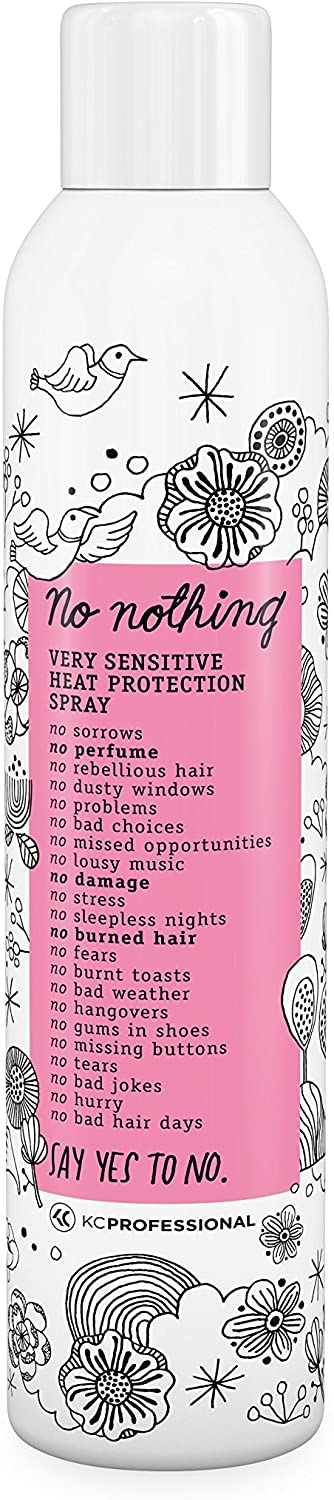 No nothing
VERY SENSITIVE
HEAT PROTECTION
SPRAY
no sorrows
no perfume
no rebellious hair
no dusty windows
no problems
no bad choices
no missed opportunities
no lousy music
no damage
no stress
no sleepless nights
no burned hair
no fears
no burnt toasts
no bad weather
no hangovers
no gums in shoes
no missing buttons
no tears
no bad jokes
no hurry
no bad hair days
SAY YES TO NO.
KC PROFESSIONAL